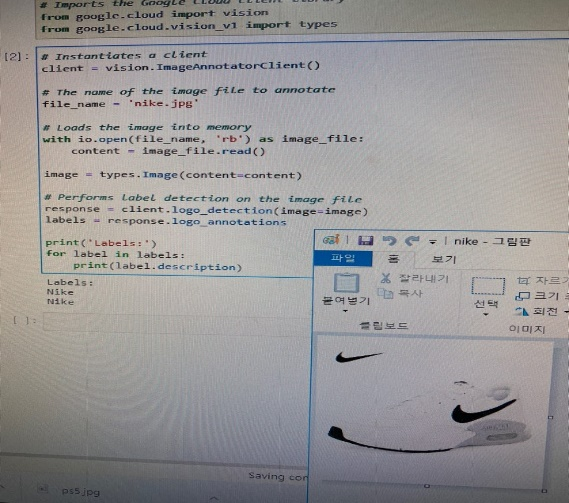 # Imports the Google Cloud client library
from google.cloud import vision
from google.cloud.vision_v1 import types
[2]:
# Instantiates a client
client = vision.ImageAnnotatorClient()
# The name of the image file to annotate
file_name = 'nike.jpg'
# Loads the image into memory
with io.open(file_name, 'rb') as image_file:
content = image_file.read()
image = types.Image(content=content)
# Performs label detection on the image file
response = client.logo_detection(image=image)
labels = response.logo_annotations
print('Labels:')
for label in labels:
print(label.description)
Labels:
Nike
Nike
[ ]:
nike - 그림판
파일 홈 보기
붙여넣기
잘라내기
복사
클립보드
선택
자르기
크기
회전
이미지
Saving cor
ps5.jpg